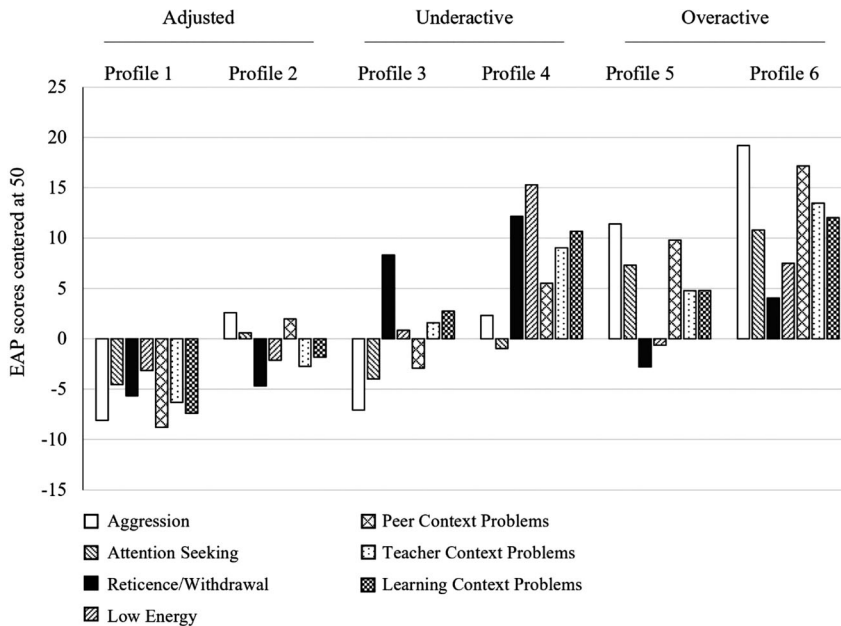 Adjusted Underactive Overactive
Profile 1 Profile 2 Profile 3 Profile 4 Profile 5 Profile 6
EAP scores centered at 50
25
20
15
10
5
0
-5
-10
-15
Aggression
Attention Seeking
Reticence/Withdrawal
Low Energy
Peer Context Problems
Teacher Context Problems
Learning Context Problems